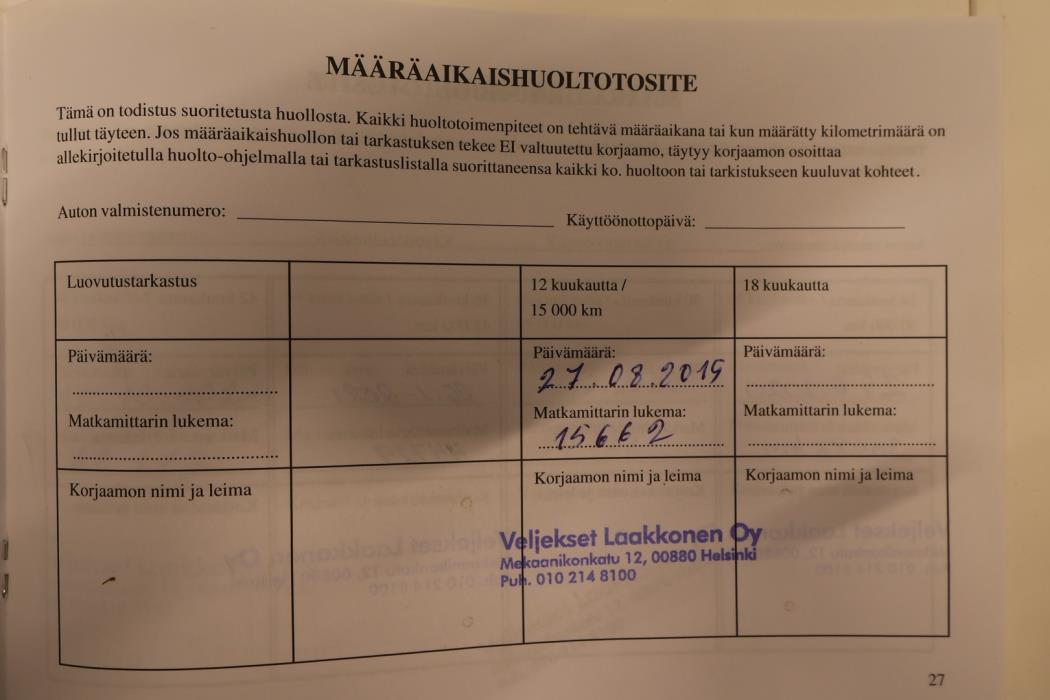 MÄÄRÄAIKAISHUOLTOTOSITE
Tämä on todistus suoritetusta huollosta. Kaikki huoltotoimenpiteet on tehtävä määräaikana tai kun määrätty kilometrimäärä on
tullut täyteen. Jos määräaikaishuollon tai tarkastuksen tekee EI valtuutettu korjaamo, täytyy korjaamon osoittaa
allekirjoitetulla huolto-ohjelmalla tai tarkastuslistalla suorittaneensa kaikki ko. huoltoon tai tarkistukseen kuuluvat kohteet.
Auton valmistenumero: Käyttöönottopäivä:
Luovutustarkastus
12 kuukautta /
15 000 km
18 kuukautta
Päivämäärä:
Matkamittarin lukema:
Päivämäärä:
27.08.2019
Matkamittarin lukema:
15662
Päivämäärä:
Matkamittarin lukema:
Korjaamon nimi ja leima
Korjaamon nimi ja leima
Korjaamon nimi ja leima
Veljekset Laakkonen Oy
Mekaanikonkatu 12, 00880 Helsinki
Puh. 010 214 8100
27